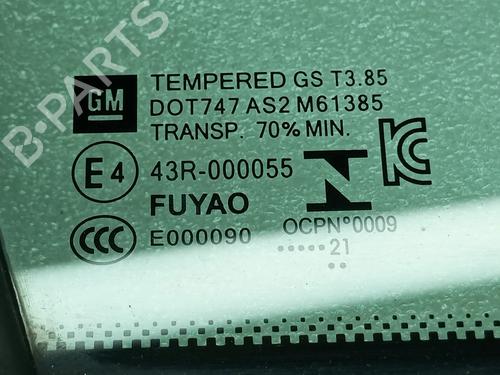 B-PARTS
GM
TEMPERED GS T3.85
DOT747 AS2 M61385
TRANSP. 70% MIN.
E4 43R-000055
FUYAO
CCC E000090
OCPN°0009
.....21
..